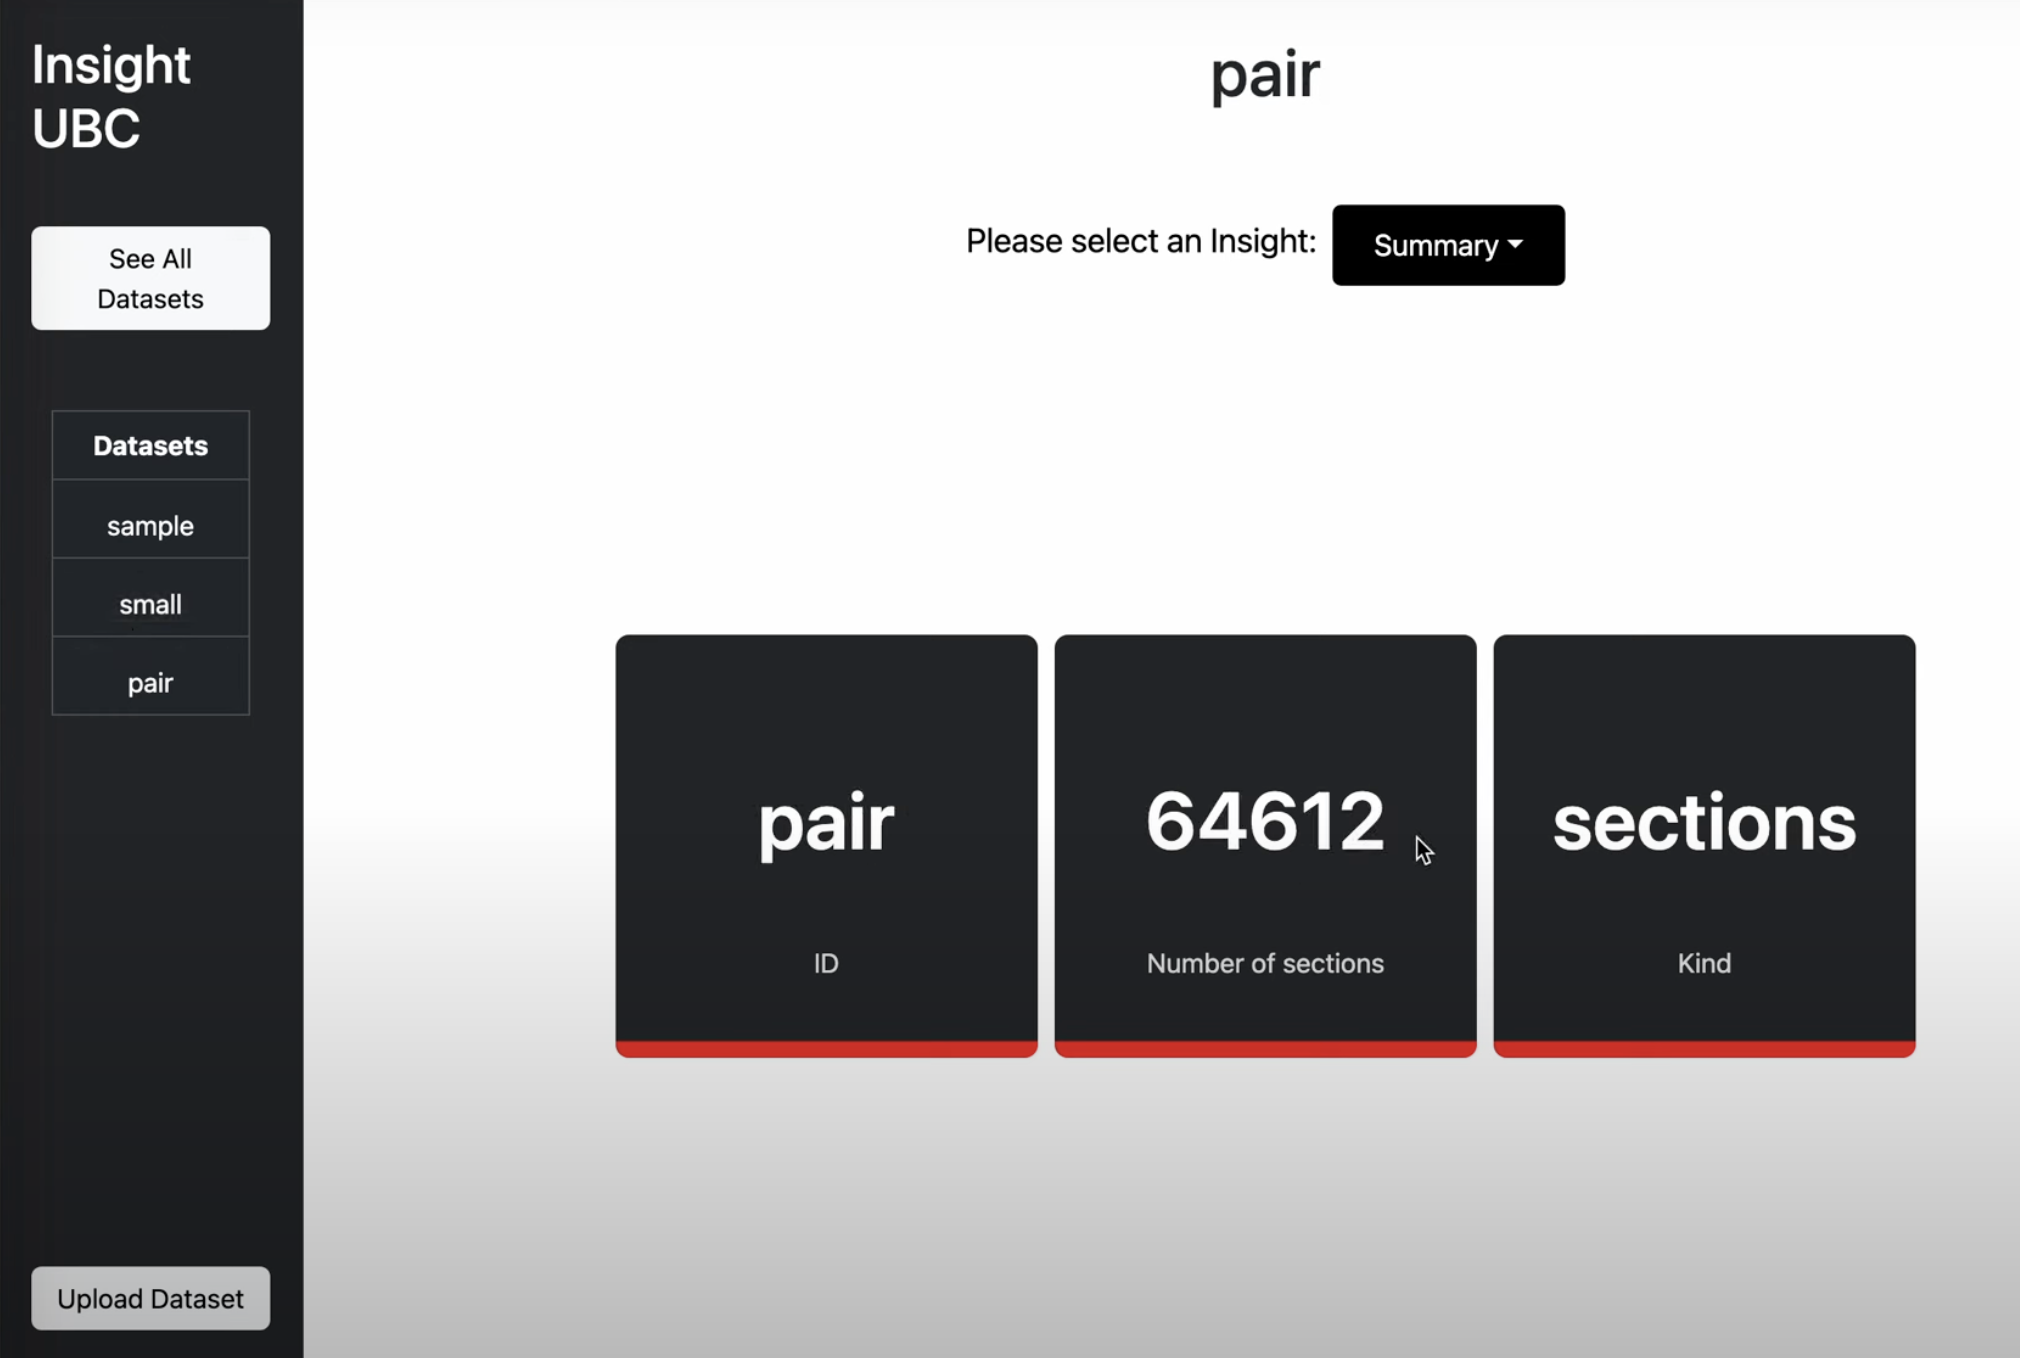 Insight
UBC
See All
Datasets
Datasets
sample
small
pair
Upload Dataset
pair
Please select an Insight:
Summary
pair
ID
64612
Number of sections
sections
Kind